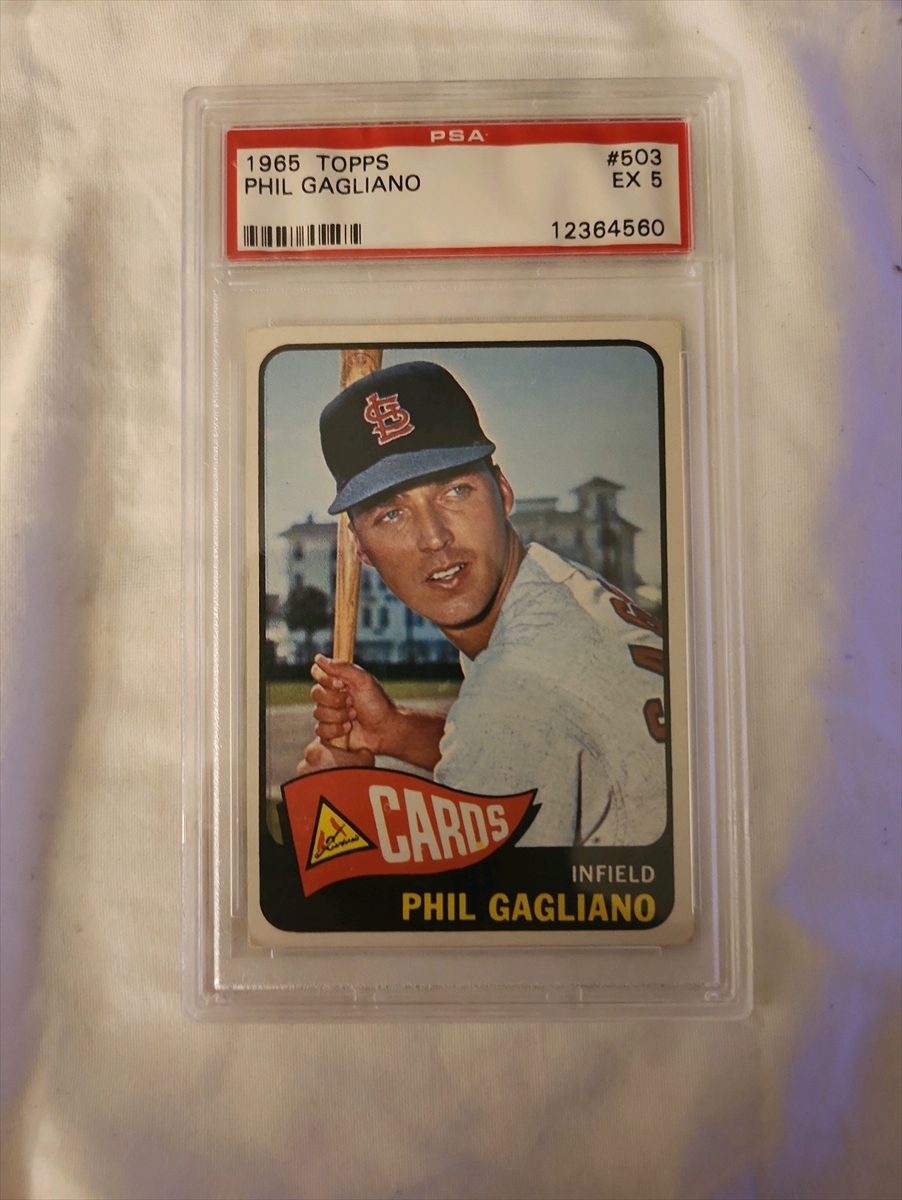 PSA
1965 TOPPS #503
PHIL GAGLIANO EX 5
12364560
StL
CARDS
INFIELD
PHIL GAGLIANO